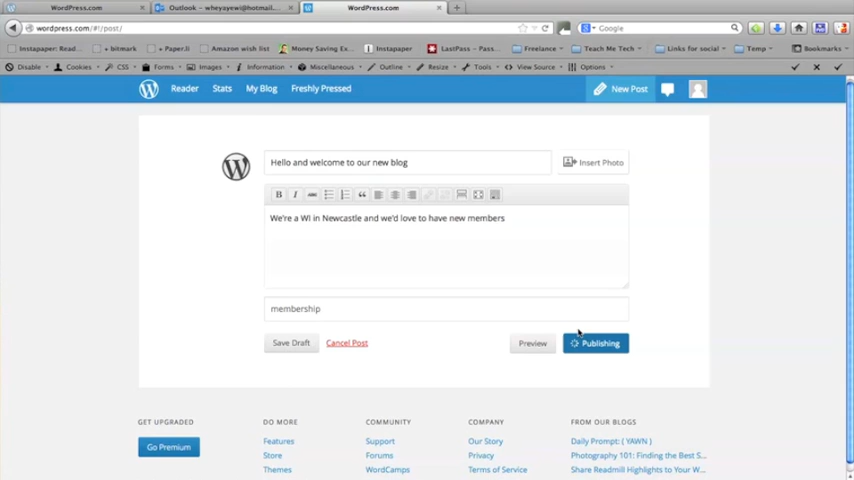 WordPress.com
Outlook – wheyayewi@hotmail....
WordPress.com
wordpress.com/#!/post/
Google
Instapaper: Read...
+ bitmark
+ Paper.li
Amazon wish list
Money Saving Ex...
Instapaper
LastPass – Pass...
Freelance
Teach Me Tech
Links for social
Temp
Bookmarks
Disable
Cookies
CSS
Forms
Images
Information
Miscellaneous
Outline
Resize
Tools
View Source
Options
Reader
Stats
My Blog
Freshly Pressed
New Post
Hello and welcome to our new blog
Insert Photo
B I
We're a WI in Newcastle and we'd love to have new members
membership
Save Draft
Cancel Post
Preview
Publishing
GET UPGRADED
Go Premium
DO MORE
Features
Store
Themes
COMMUNITY
Support
Forums
WordCamps
COMPANY
Our Story
Privacy
Terms of Service
FROM OUR BLOGS
Daily Prompt: ( YAWN )
Photography 101: Finding the Best S...
Share Readmill Highlights to Your W...